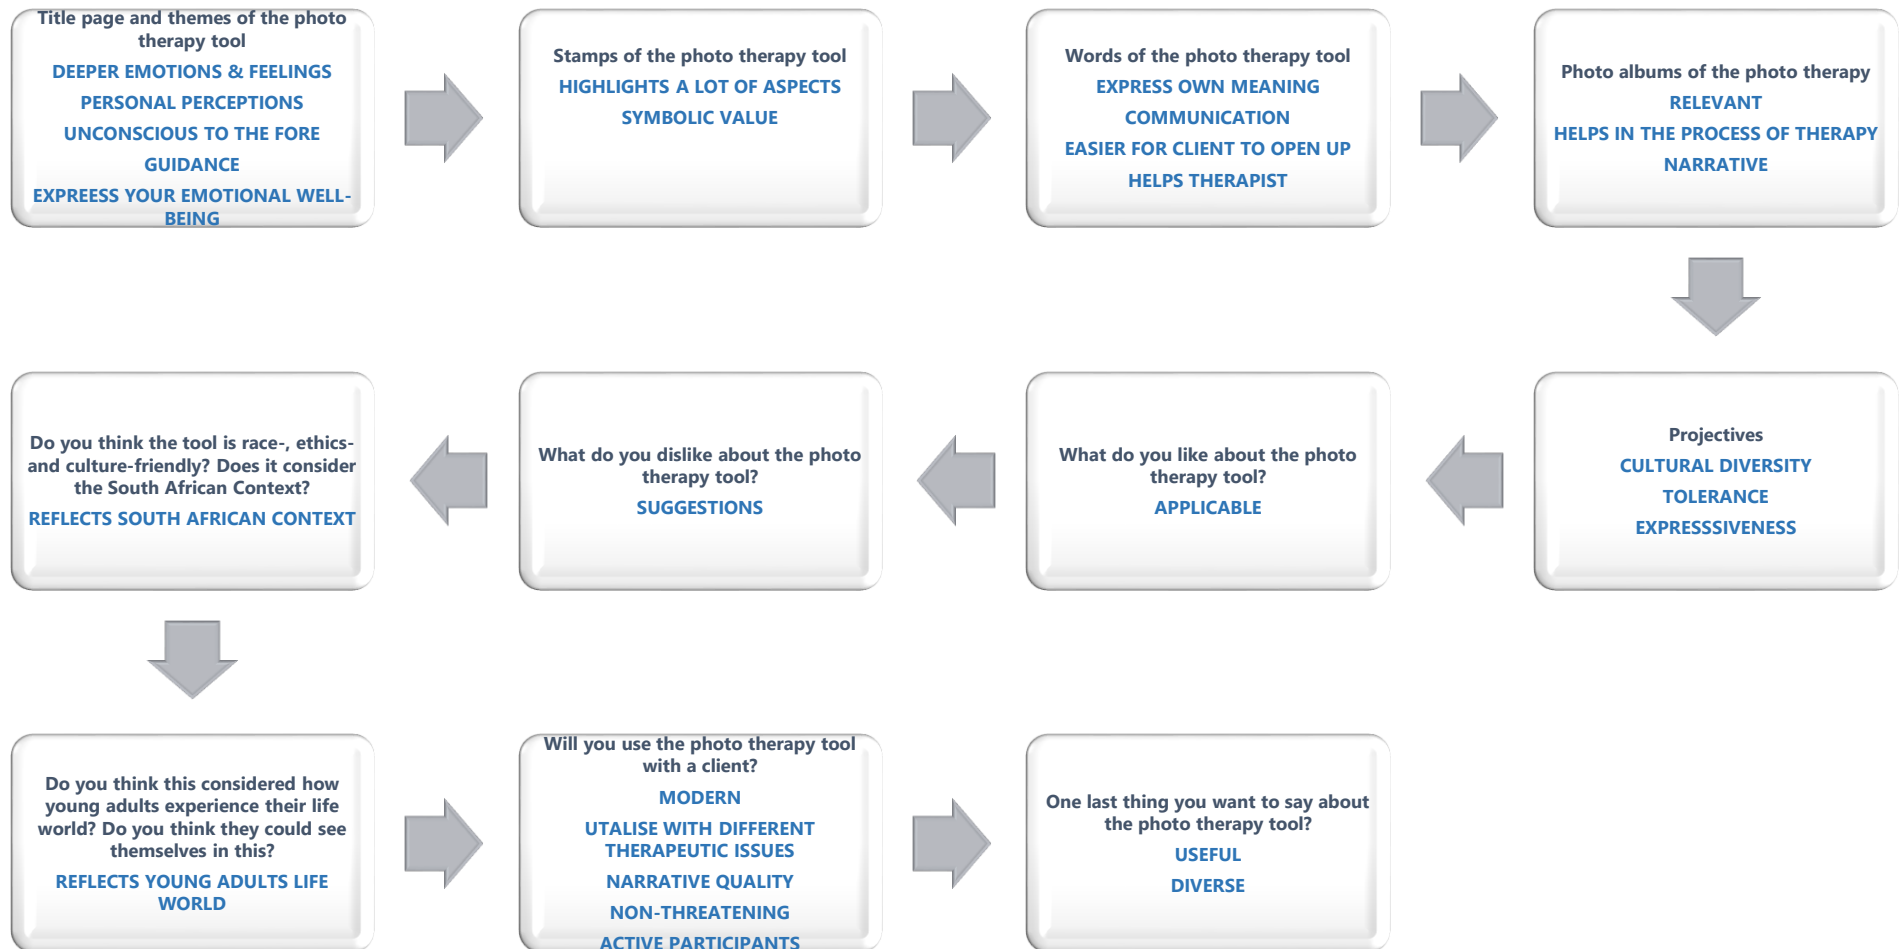 Title page and themes of the photo
therapy tool
DEEPER EMOTIONS & FEELINGS
PERSONAL PERCEPTIONS
UNCONSCIOUS TO THE FORE
GUIDANCE
EXPREESS YOUR EMOTIONAL WELL-
BEING
Stamps of the photo therapy tool
HIGHLIGHTS A LOT OF ASPECTS
SYMBOLIC VALUE
Words of the photo therapy tool
EXPRESS OWN MEANING
COMMUNICATION
EASIER FOR CLIENT TO OPEN UP
HELPS THERAPIST
Photo albums of the photo therapy
RELEVANT
HELPS IN THE PROCESS OF THERAPY
NARRATIVE
Projectives
CULTURAL DIVERSITY
TOLERANCE
EXPRESSSIVENESS
What do you like about the photo
therapy tool?
APPLICABLE
What do you dislike about the photo
therapy tool?
SUGGESTIONS
Do you think the tool is race-, ethics-
and culture-friendly? Does it consider
the South African Context?
REFLECTS SOUTH AFRICAN CONTEXT
Do you think this considered how
young adults experience their life
world? Do you think they could see
themselves in this?
REFLECTS YOUNG ADULTS LIFE
WORLD
Will you use the photo therapy tool
with a client?
MODERN
UTALISE WITH DIFFERENT
THERAPEUTIC ISSUES
NARRATIVE QUALITY
NON-THREATENING
ACTIVE PARTICIPANTS
One last thing you want to say about
the photo therapy tool?
USEFUL
DIVERSE